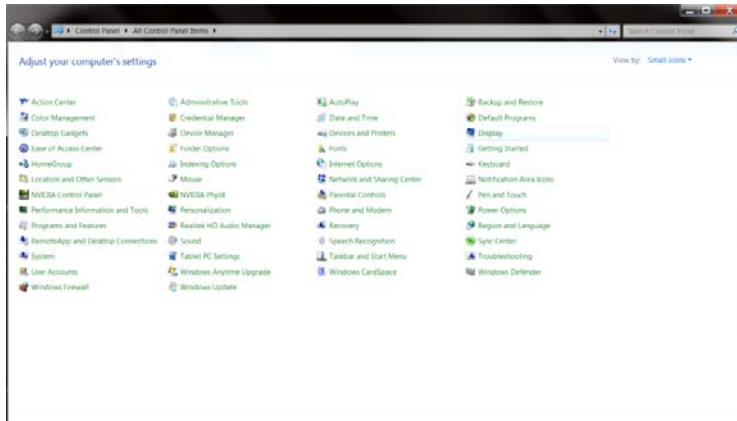 Control Panel ▸ All Control Panel Items ▸ Search Control Panel
Adjust your computer's settings View by: Small icons
Action Center Administrative Tools AutoPlay Backup and Restore
Color Management Credential Manager Date and Time Default Programs
Desktop Gadgets Device Manager Devices and Printers Display
Ease of Access Center Folder Options Fonts Getting Started
HomeGroup Indexing Options Internet Options Keyboard
Location and Other Sensors Mouse Network and Sharing Center Notification Area Icons
NVIDIA Control Panel NVIDIA PhysX Parental Controls Pen and Touch
Performance Information and Tools Personalization Phone and Modem Power Options
Programs and Features Realtek HD Audio Manager Recovery Region and Language
RemoteApp and Desktop Connections Sound Speech Recognition Sync Center
System Tablet PC Settings Taskbar and Start Menu Troubleshooting
User Accounts Windows Anytime Upgrade Windows CardSpace Windows Defender
Windows Firewall Windows Update